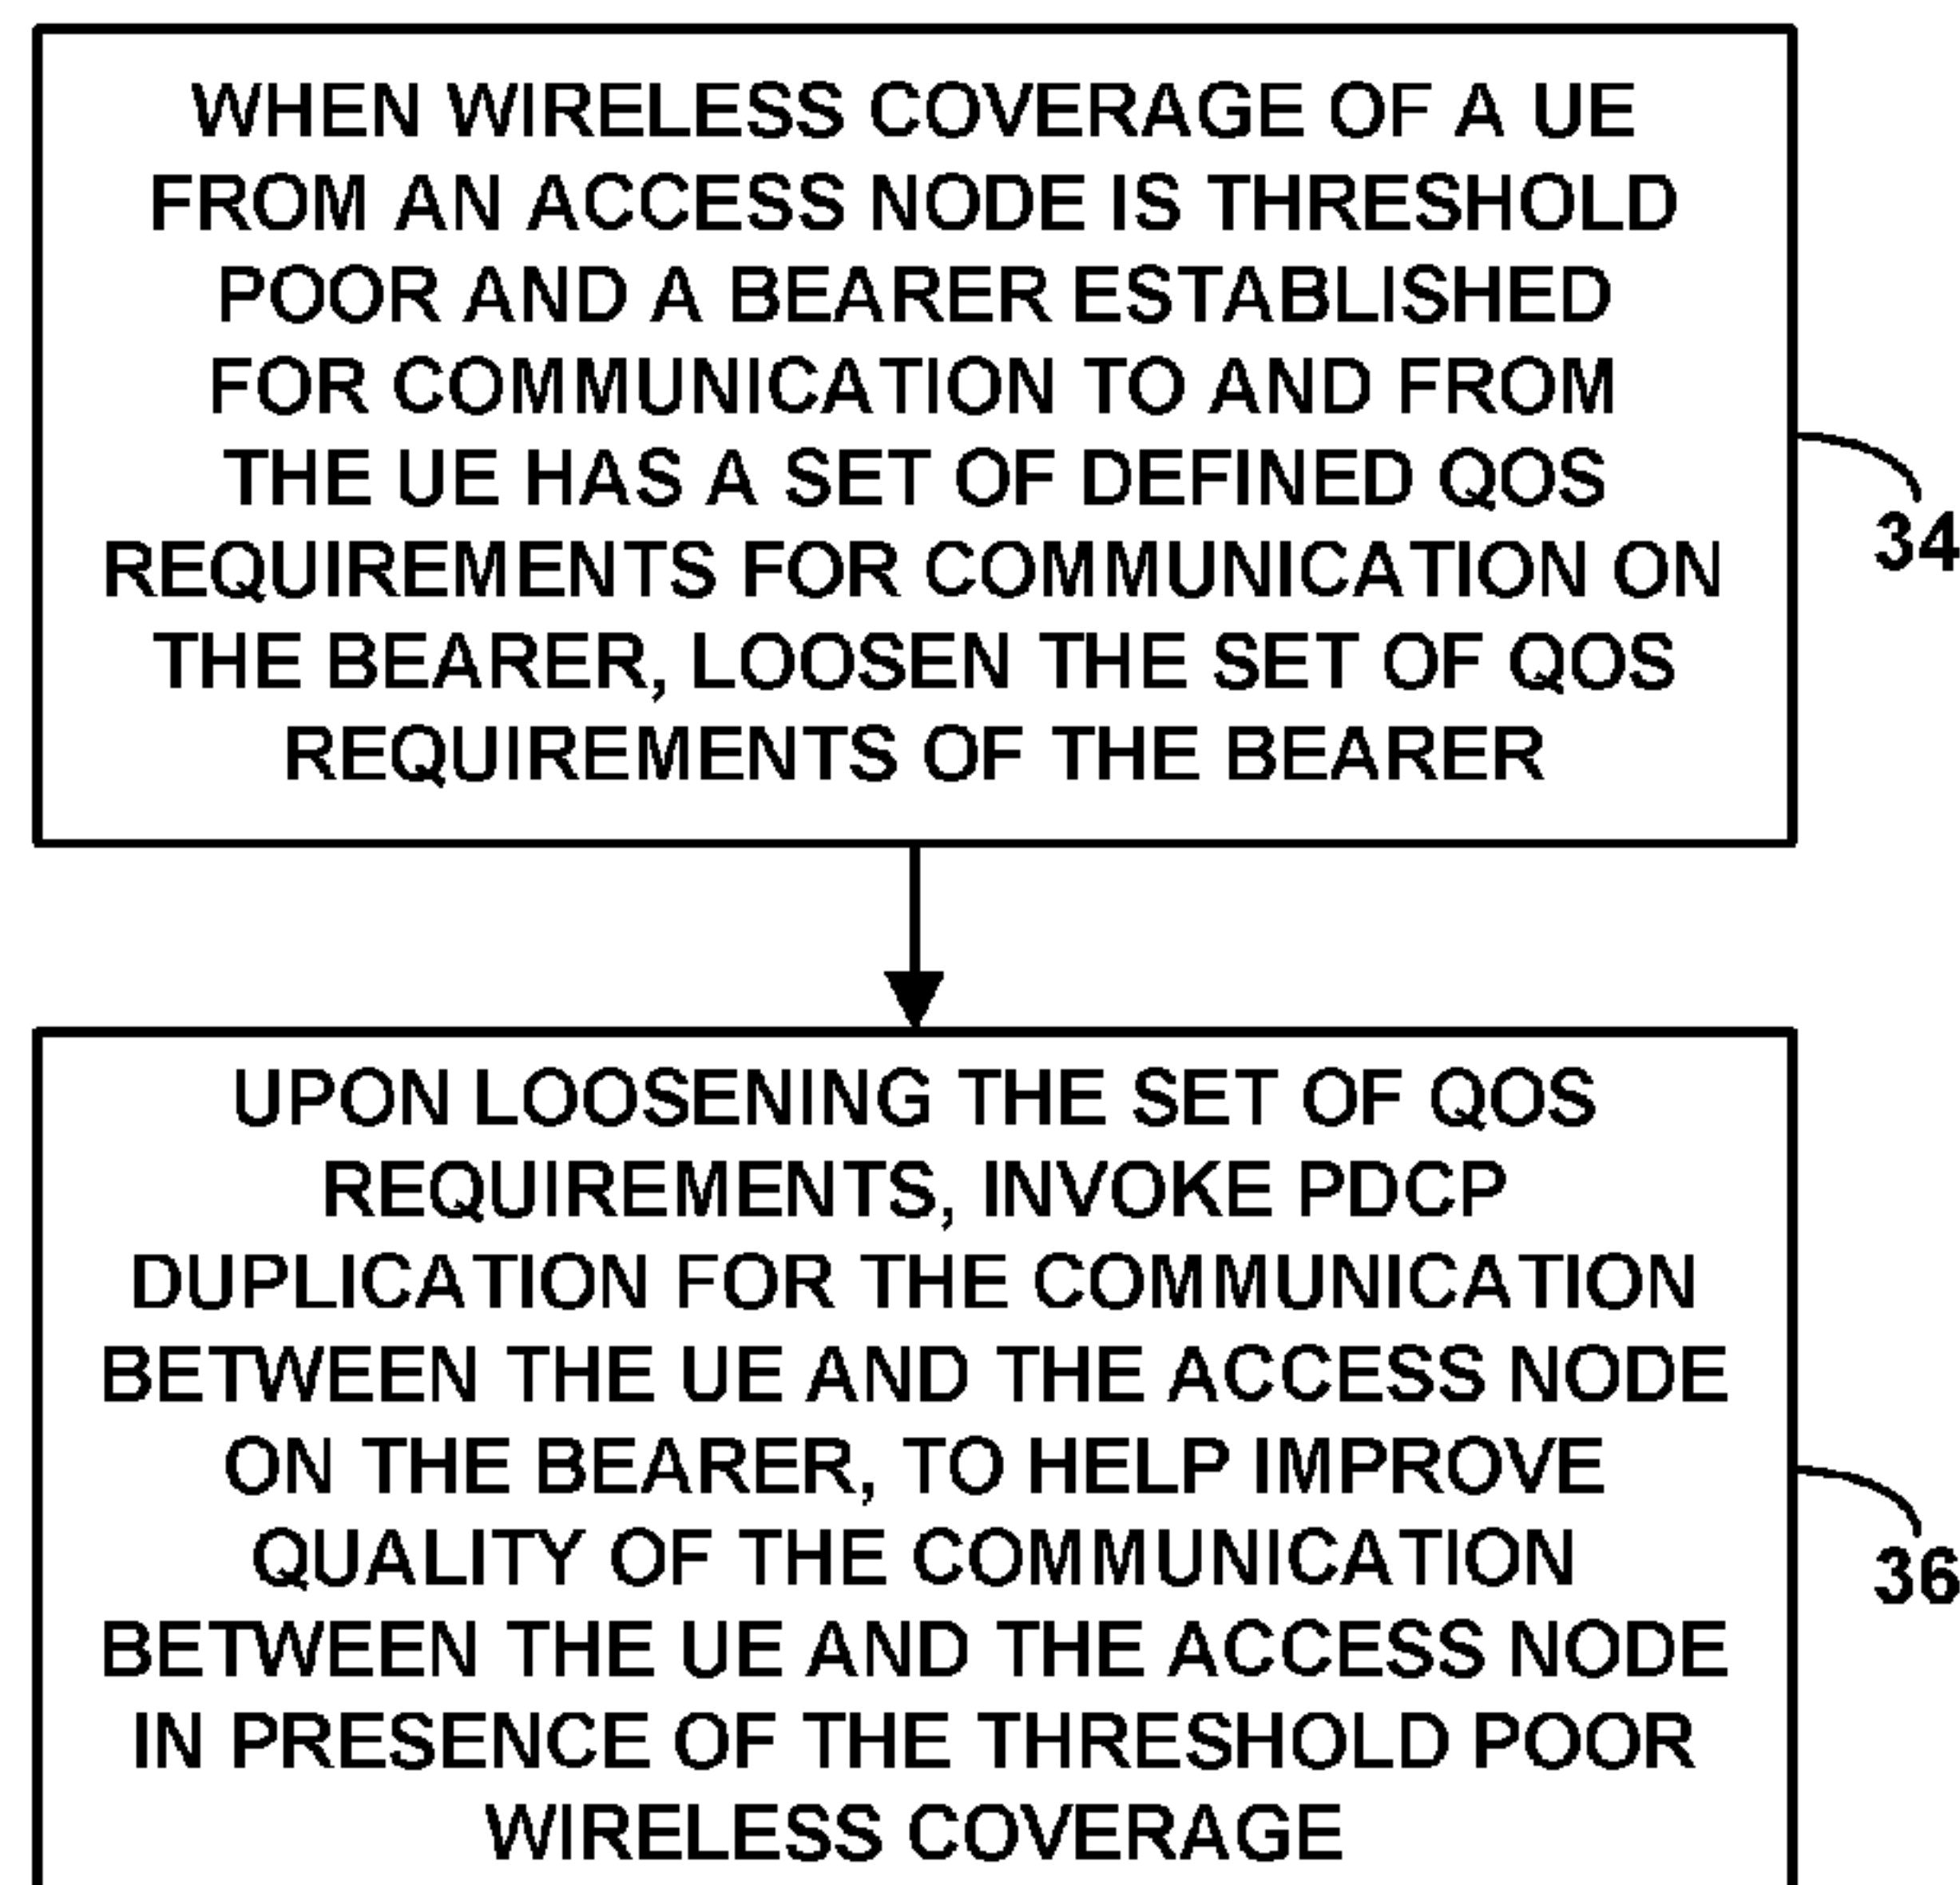 WHEN WIRELESS COVERAGE OF A UE
FROM AN ACCESS NODE IS THRESHOLD
POOR AND A BEARER ESTABLISHED
FOR COMMUNICATION TO AND FROM
THE UE HAS A SET OF DEFINED QOS
REQUIREMENTS FOR COMMUNICATION ON
THE BEARER, LOOSEN THE SET OF QOS
REQUIREMENTS OF THE BEARER
34
UPON LOOSENING THE SET OF QOS
REQUIREMENTS, INVOKE PDCP
DUPLICATION FOR THE COMMUNICATION
BETWEEN THE UE AND THE ACCESS NODE
ON THE BEARER, TO HELP IMPROVE
QUALITY OF THE COMMUNICATION
BETWEEN THE UE AND THE ACCESS NODE
IN PRESENCE OF THE THRESHOLD POOR
WIRELESS COVERAGE
36